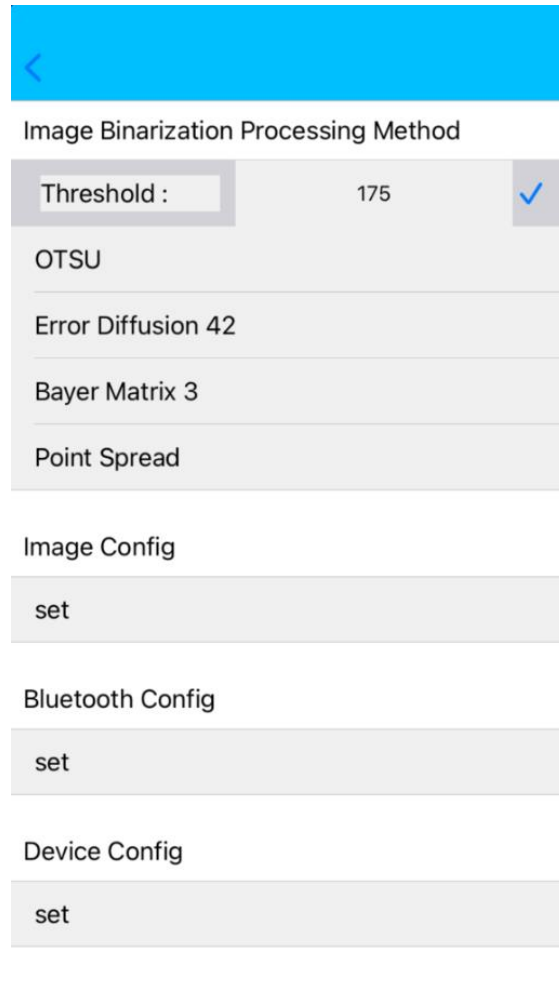 Image Binarization Processing Method
Threshold : 175
OTSU
Error Diffusion 42
Bayer Matrix 3
Point Spread
Image Config
set
Bluetooth Config
set
Device Config
set